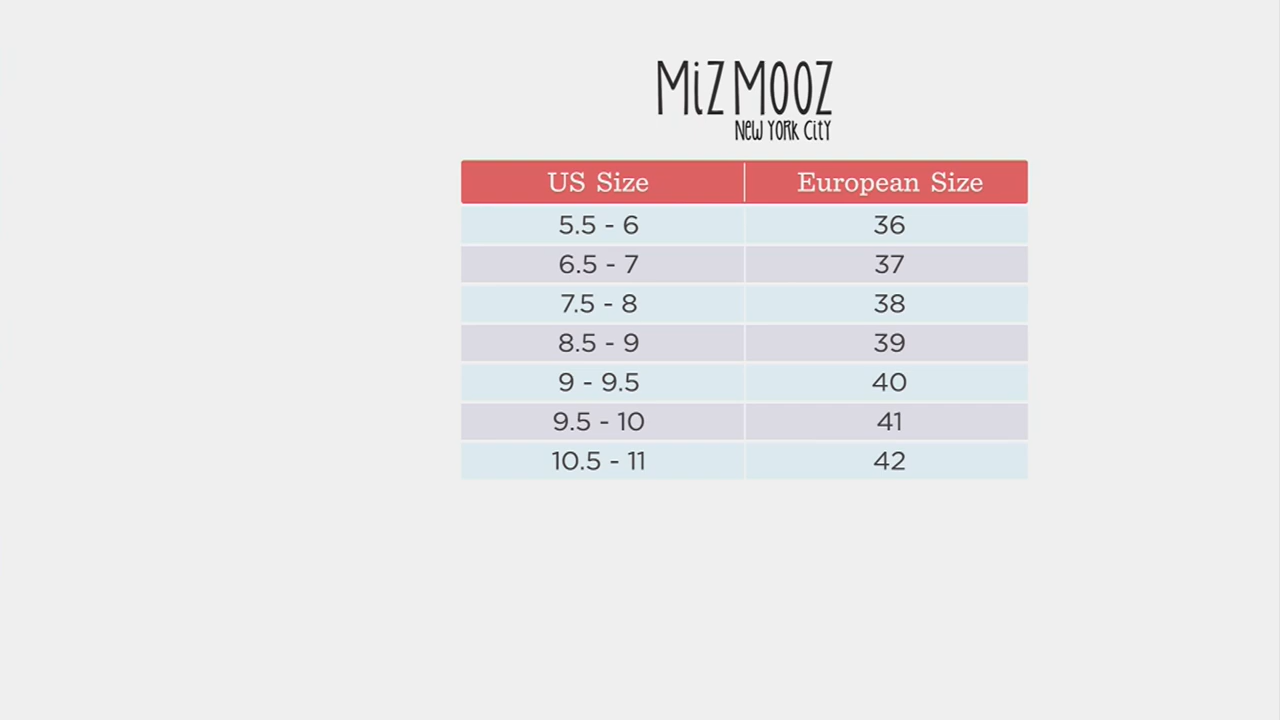 MiZ MOOZ
NeW YORk CiTY
US Size European Size
5.5 - 6 36
6.5 - 7 37
7.5 - 8 38
8.5 - 9 39
9 - 9.5 40
9.5 - 10 41
10.5 - 11 42